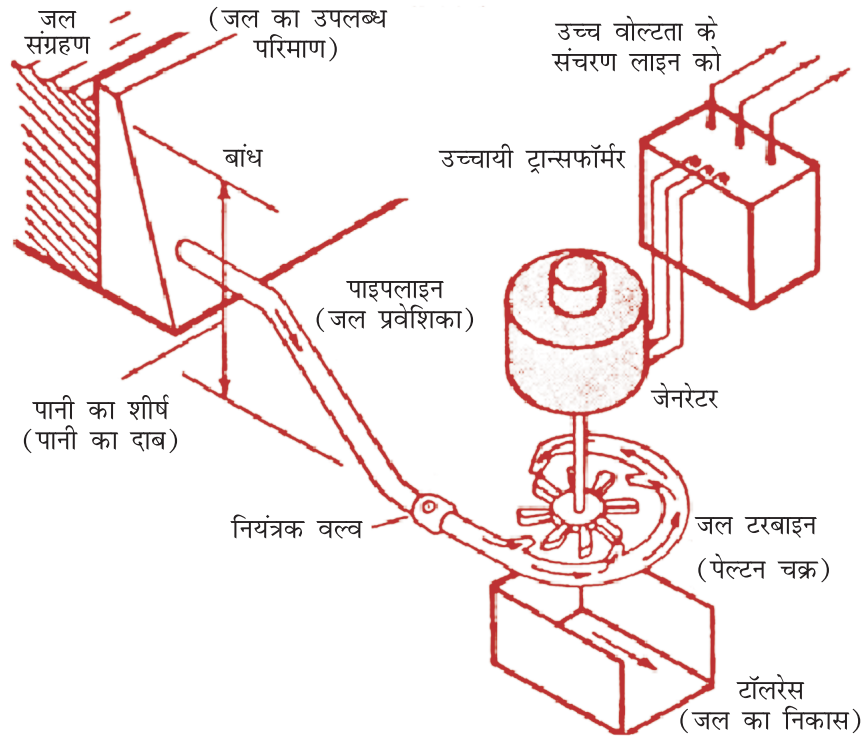 जल
संग्रहण
(जल का उपलब्ध
परिमाण)
उच्च वोल्टता के
संचरण लाइन को
बांध
उच्चायी ट्रान्सफॉर्मर
पाइपलाइन
(जल प्रवेशिका)
पानी का शीर्ष
(पानी का दाब)
जेनरेटर
नियंत्रक वल्व
जल टरबाइन
(पेल्टन चक्र)
टॉलरेस
(जल का निकास)